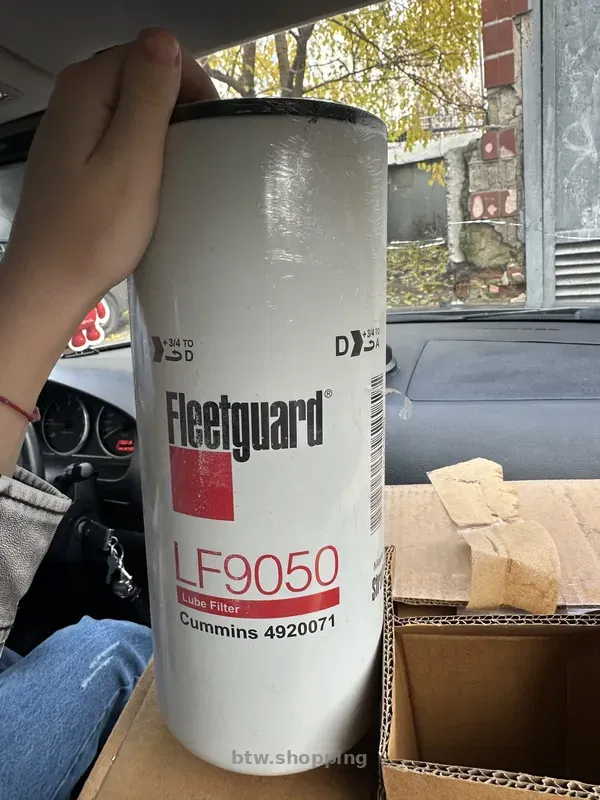 +3/4 TO
D
D
+3/4 TO
A
Fleetguard®
LF9050
Lube Filter
Cummins 4920071
btw.shopping